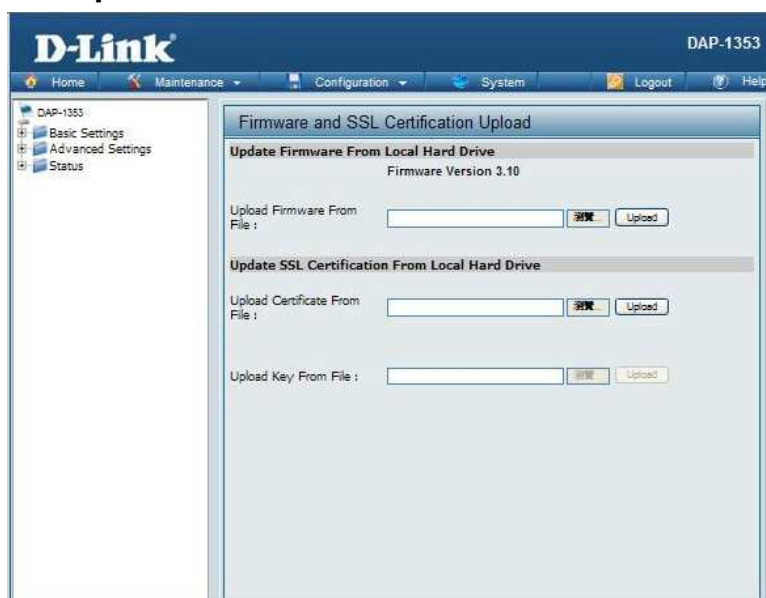 D-Link
DAP-1353
Home Maintenance Configuration System Logout Help
DAP-1353
Basic Settings
Advanced Settings
Status
Firmware and SSL Certification Upload
Update Firmware From Local Hard Drive
Firmware Version 3.10
Upload Firmware From File :
瀏覽... Upload
Update SSL Certification From Local Hard Drive
Upload Certificate From File :
瀏覽... Upload
Upload Key From File :
瀏覽... Upload